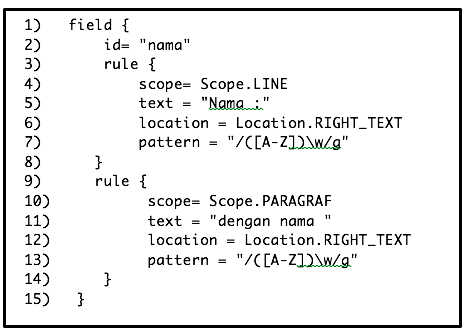 1) field {
2) id= "nama"
3) rule {
4) scope= Scope.LINE
5) text = "Nama :"
6) location = Location.RIGHT_TEXT
7) pattern = "/([A-Z])\w/g"
8) }
9) rule {
10) scope= Scope.PARAGRAF
11) text = "dengan nama "
12) location = Location.RIGHT_TEXT
13) pattern = "/([A-Z])\w/g"
14) }
15) }